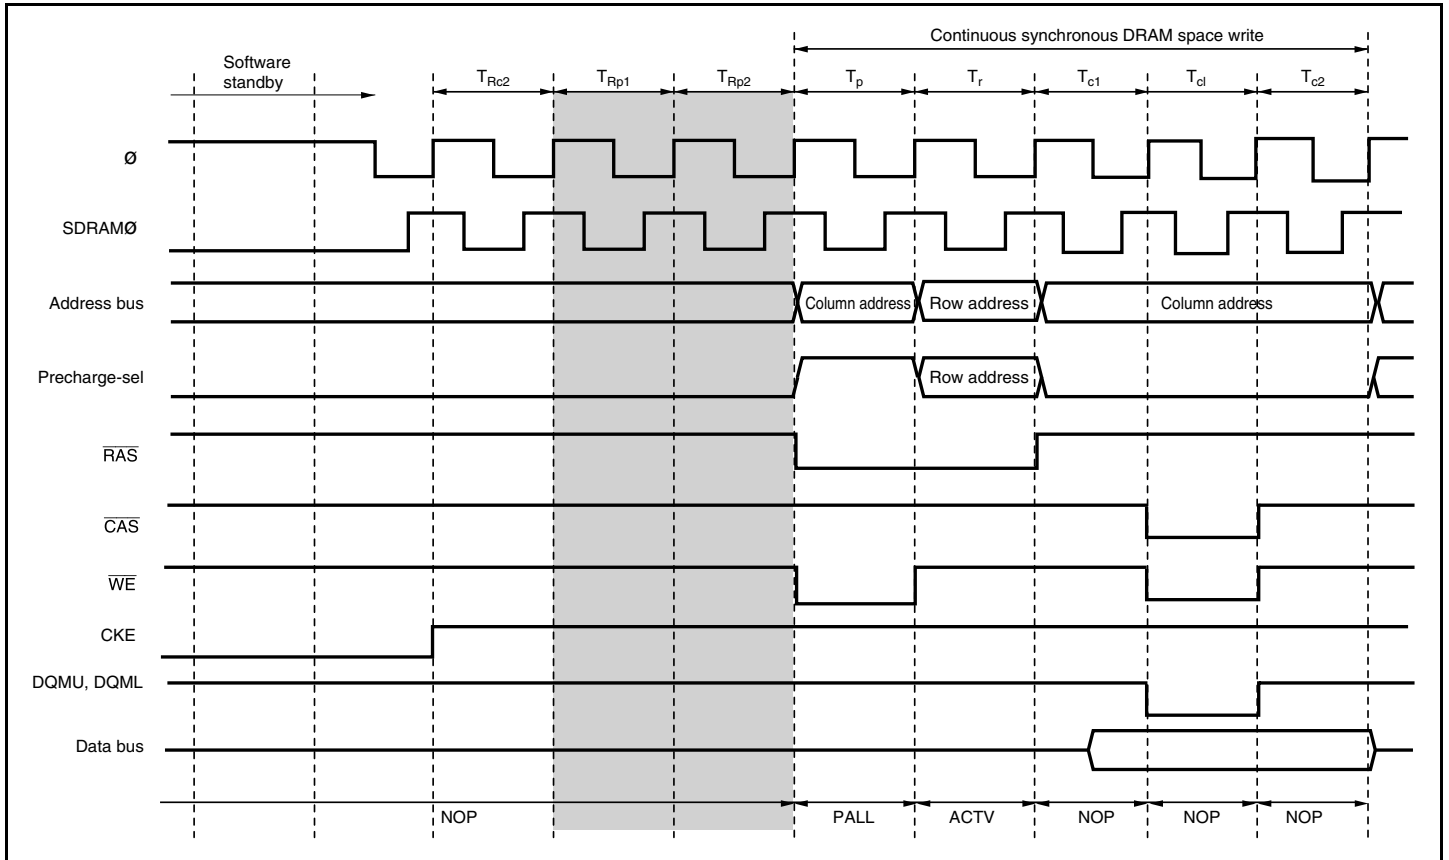 Continuous synchronous DRAM space write
Software
standby
TRc2 TRp1 TRp2 Tp Tr Tc1 Tcl Tc2
Ø
SDRAMØ
Address bus Column address Row address Column address
Precharge-sel Row address
RAS
CAS
WE
CKE
DQMU, DQML
Data bus
NOP PALL ACTV NOP NOP NOP